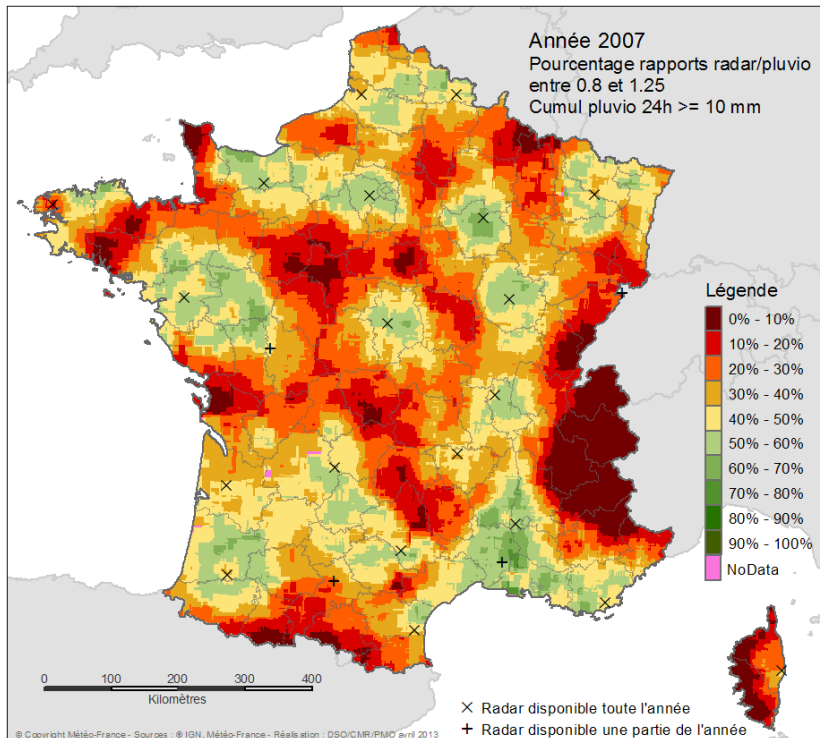 Année 2007
Pourcentage rapports radar/pluvio
entre 0.8 et 1.25
Cumul pluvio 24h >= 10 mm
Légende
0% - 10%
10% - 20%
20% - 30%
30% - 40%
40% - 50%
50% - 60%
60% - 70%
70% - 80%
80% - 90%
90% - 100%
NoData
0 100 200 300 400
Kilomètres
Radar disponible toute l'année
Radar disponible une partie de l'année
© Copyright Météo-France - Sources : ® IGN, Météo-France - Réalisation : DSO/CMR/PMO avril 2013